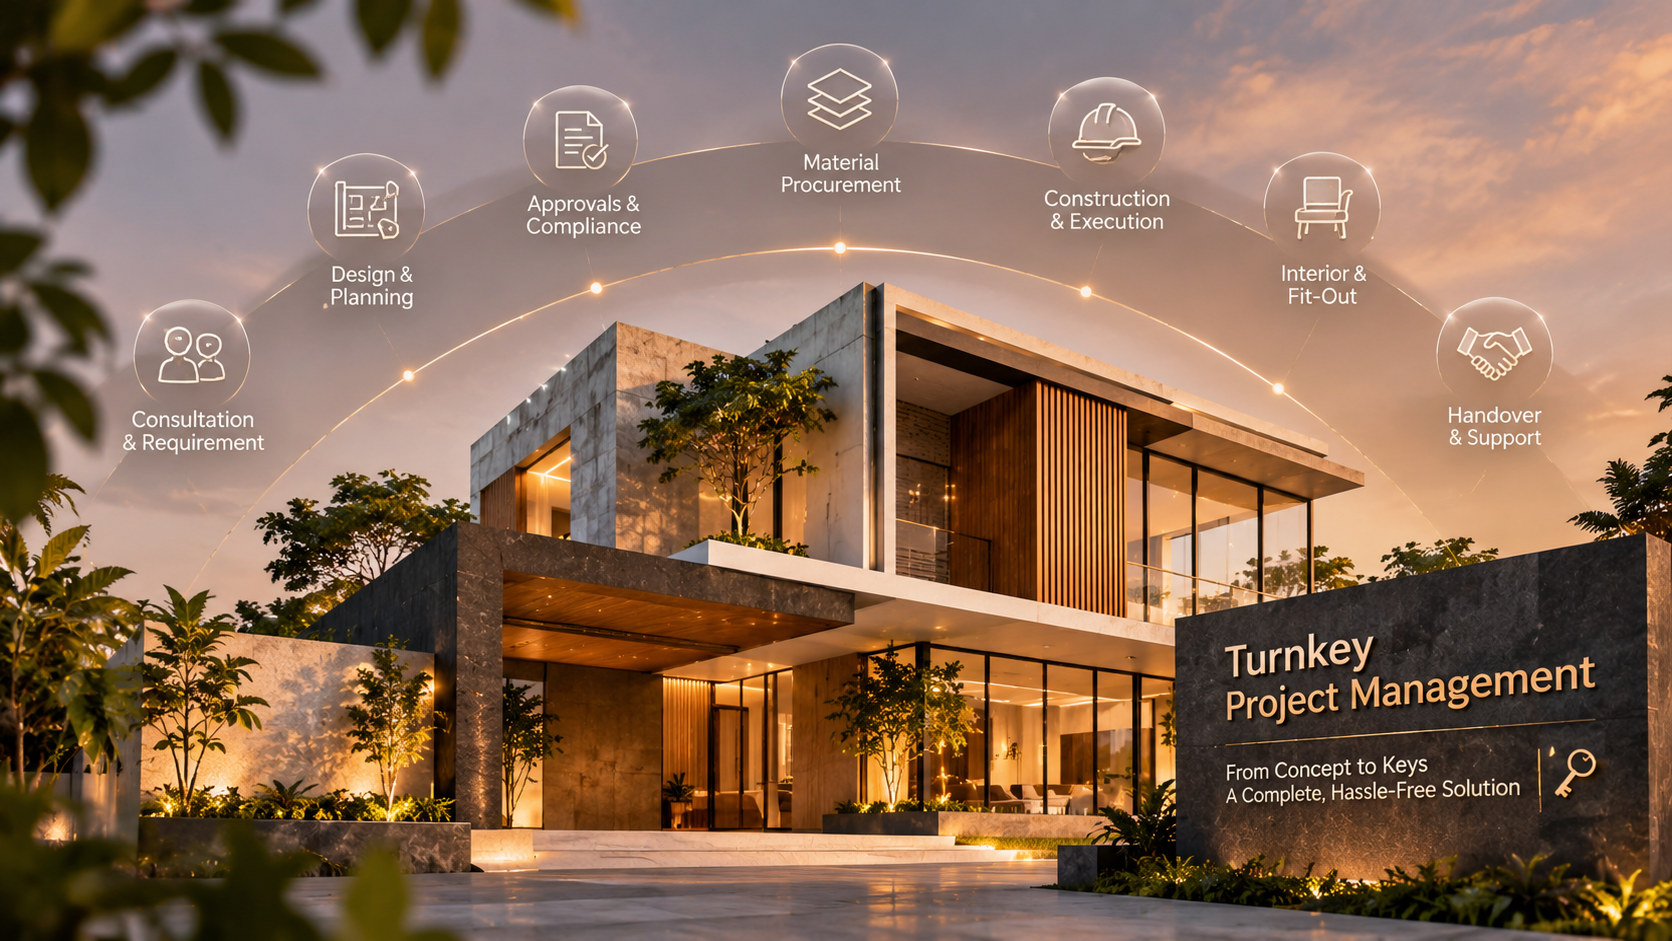 Consultation
& Requirement
Design &
Planning
Approvals &
Compliance
Material
Procurement
Construction
& Execution
Interior &
Fit-Out
Handover
& Support
Turnkey
Project Management
From Concept to Keys
A Complete, Hassle-Free Solution